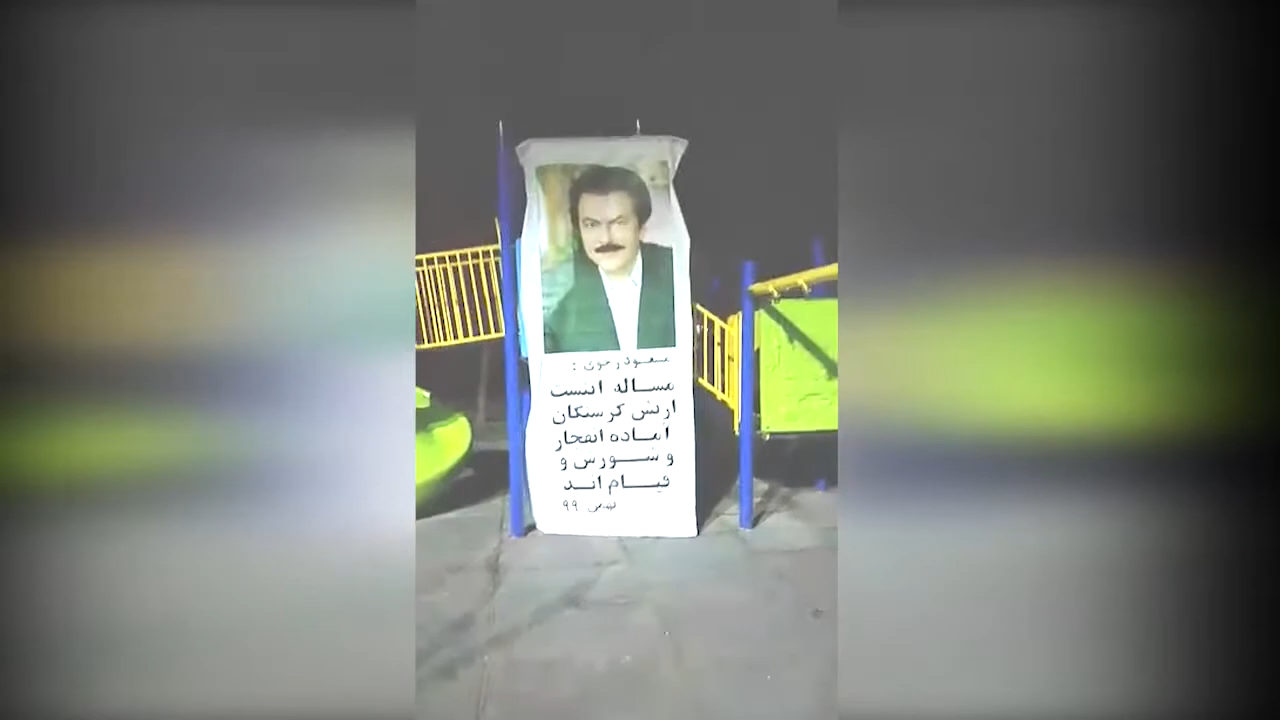 مسعود رجوی :
مساله اینست
ارتش گرسنگان
آماده انفجار
و شورش و
قیام اند
بهمن ۹۹